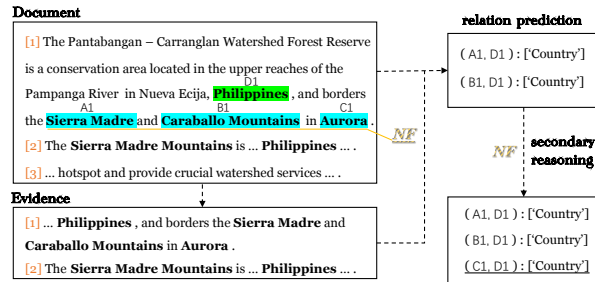 Document
[1] The Pantabangan – Carranglan Watershed Forest Reserve
is a conservation area located in the upper reaches of the
D1
Pampanga River in Nueva Ecija, Philippines , and borders
A1 B1 C1
the Sierra Madre and Caraballo Mountains in Aurora .
NF
[2] The Sierra Madre Mountains is ... Philippines ... .
[3] ... hotspot and provide crucial watershed services ... .
Evidence
[1] ... Philippines , and borders the Sierra Madre and
Caraballo Mountains in Aurora .
[2] The Sierra Madre Mountains is ... Philippines ... .
relation prediction
( A1, D1 ) : ['Country']
( B1, D1 ) : ['Country']
NF
secondary
reasoning
( A1, D1 ) : ['Country']
( B1, D1 ) : ['Country']
( C1, D1 ) : ['Country']